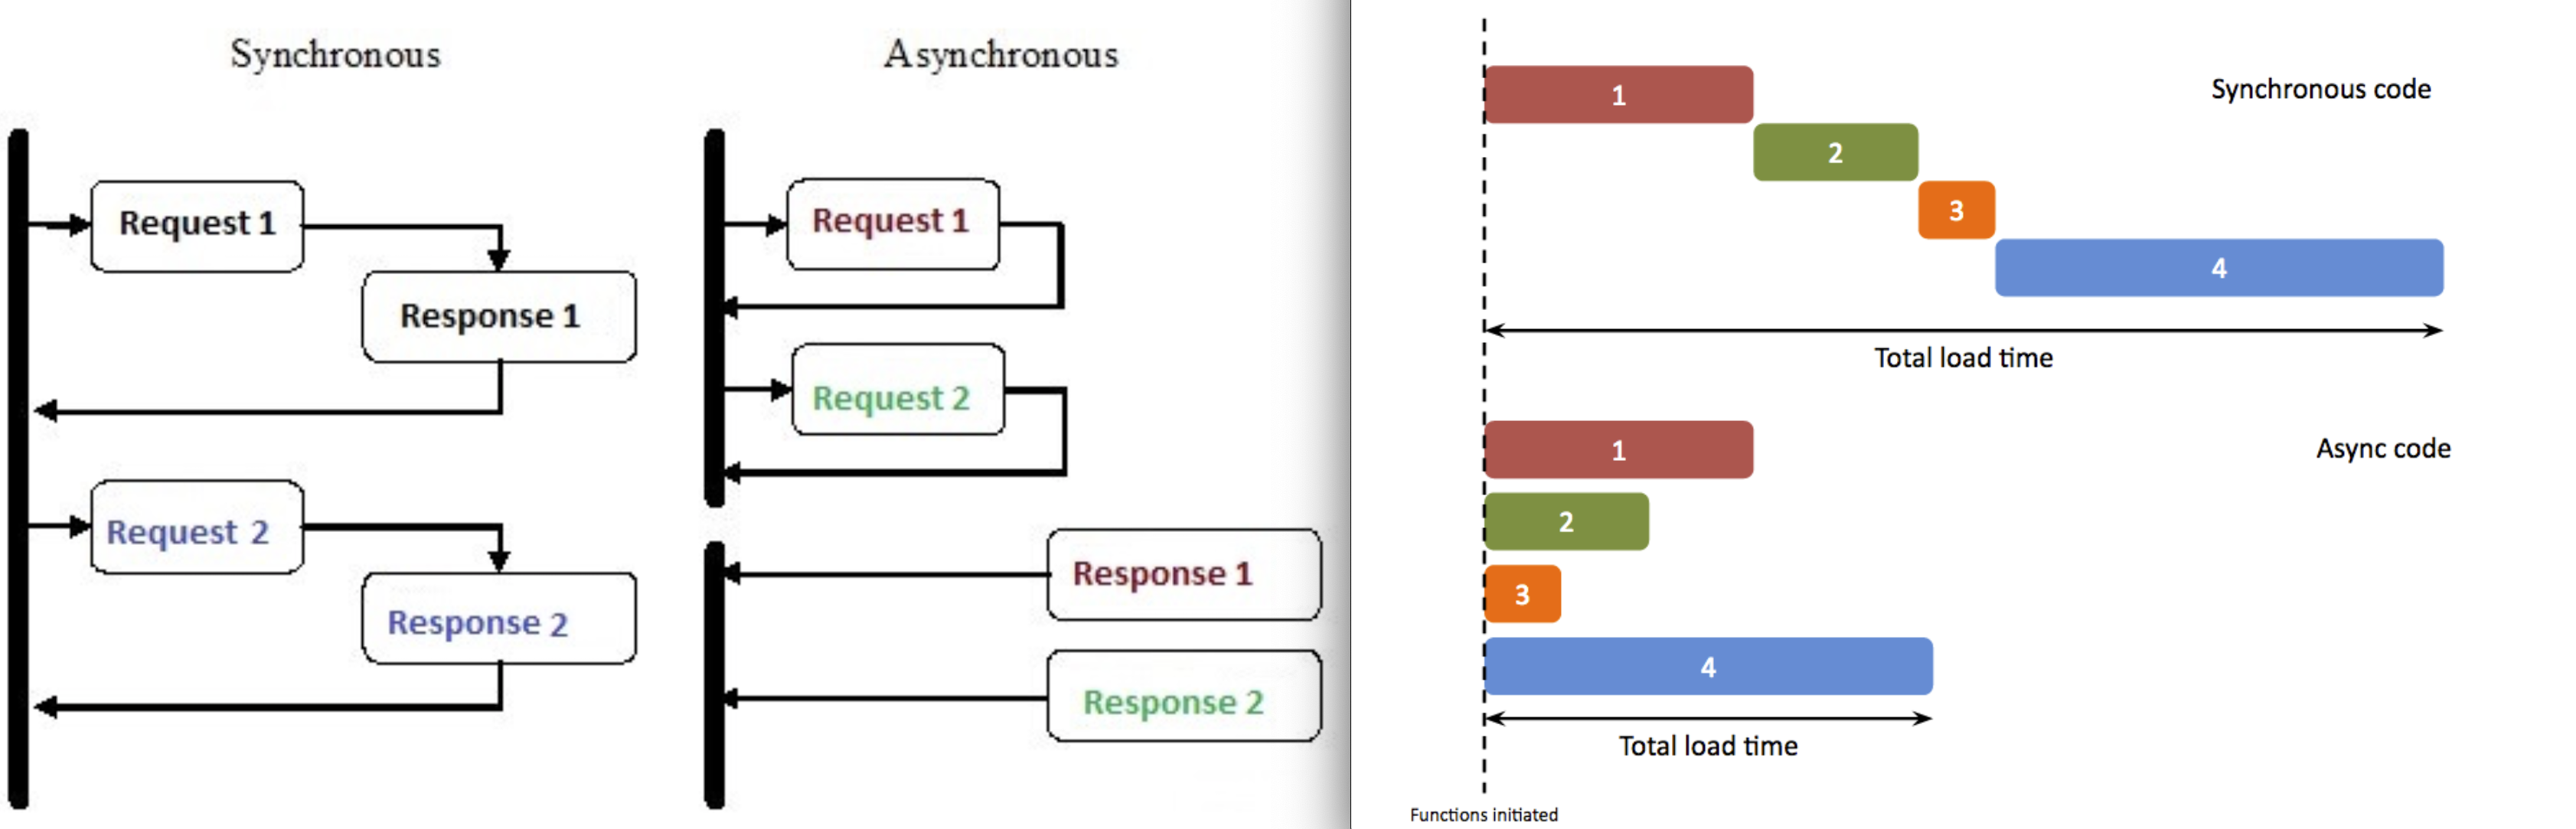 Synchronous
Request 1
Response 1
Request 2
Response 2
Asynchronous
Request 1
Request 2
Response 1
Response 2
Synchronous code
1
2
3
4
Total load time
Async code
1
2
3
4
Total load time
Functions initiated